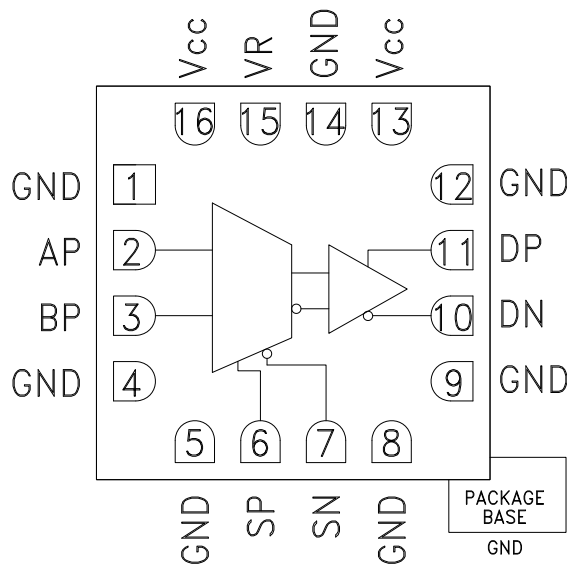 Vcc VR GND Vcc
16 15 14 13
GND 1 12 GND
AP 2 11 DP
BP 3 10 DN
GND 4 9 GND
5 6 7 8
GND SP SN GND
PACKAGE
BASE
GND